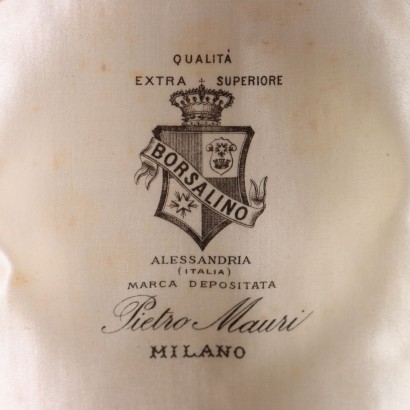 QUALITÀ
EXTRA SUPERIORE
BORSALINO
ALESSANDRIA
(ITALIA)
MARCA DEPOSITATA
Pietro Mauri
MILANO